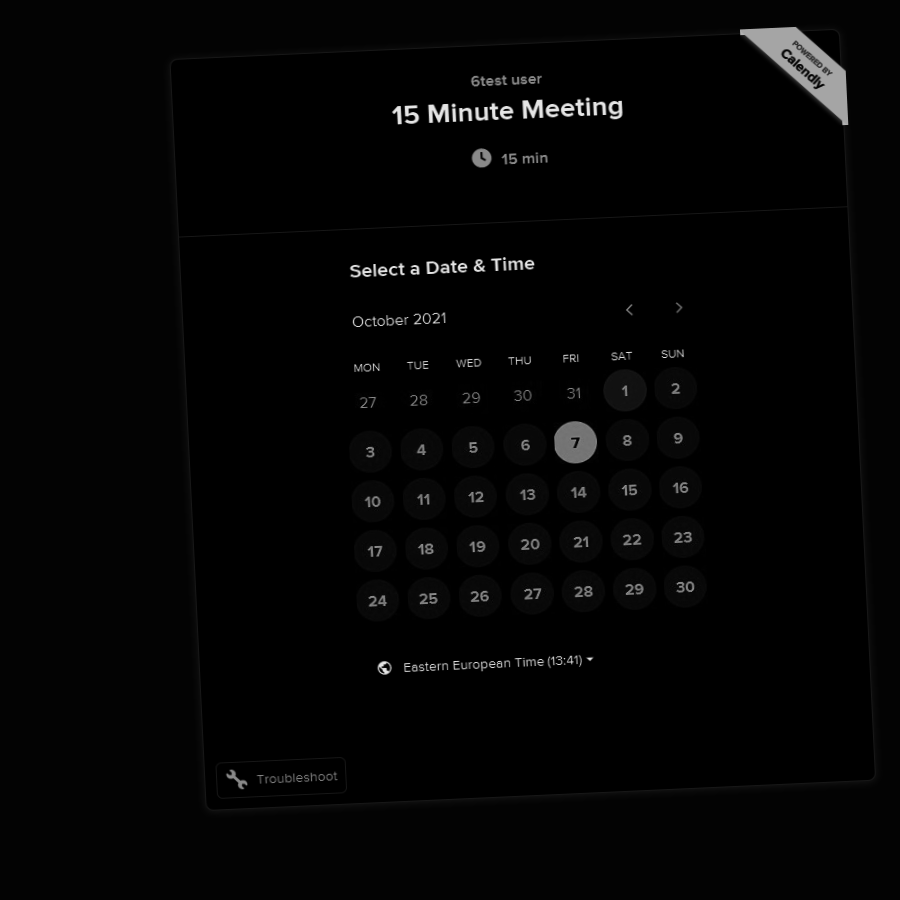 POWERED BY
Calendly
6test user
15 Minute Meeting
15 min
Select a Date & Time
October 2021
MON TUE WED THU FRI SAT SUN
27 28 29 30 31 1 2
3 4 5 6 7 8 9
10 11 12 13 14 15 16
17 18 19 20 21 22 23
24 25 26 27 28 29 30
Eastern European Time (13:41)
Troubleshoot